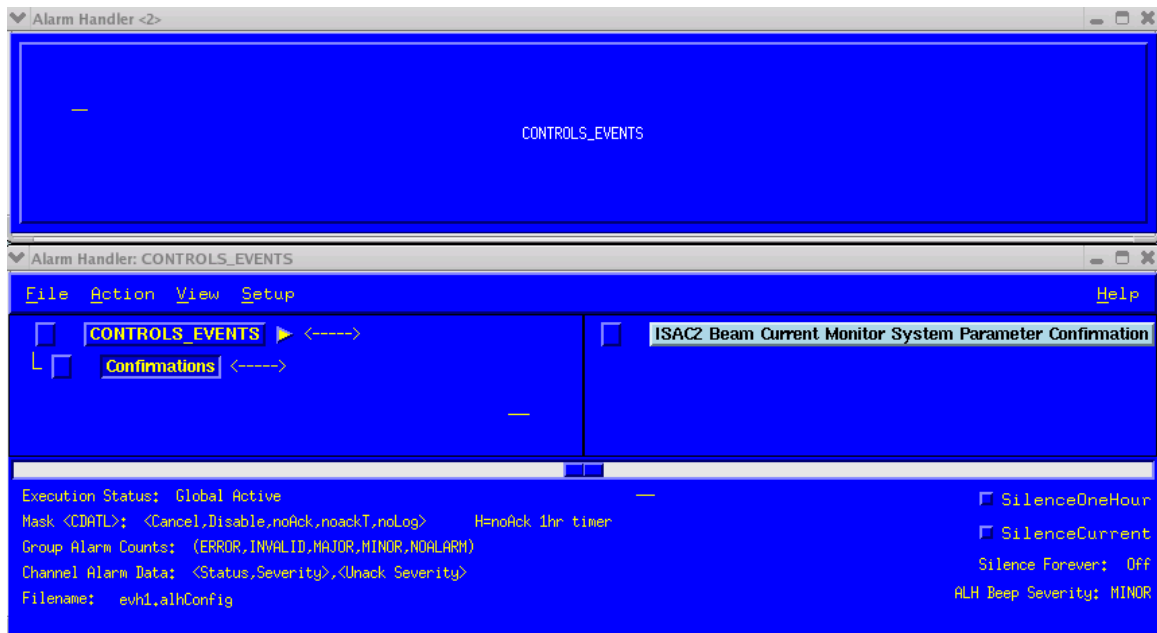 Alarm Handler <2>
CONTROLS_EVENTS
Alarm Handler: CONTROLS_EVENTS
File Action View Setup Help
CONTROLS_EVENTS <----->
Confirmations <----->
ISAC2 Beam Current Monitor System Parameter Confirmation
Execution Status: Global Active
Mask <CDATL>: <Cancel,Disable,noAck,noackT,noLog> H=noAck 1hr timer
Group Alarm Counts: (ERROR,INVALID,MAJOR,MINOR,NOALARM)
Channel Alarm Data: <Status,Severity>,<Unack Severity>
Filename: evh1.alhConfig
SilenceOneHour
SilenceCurrent
Silence Forever: Off
ALH Beep Severity: MINOR